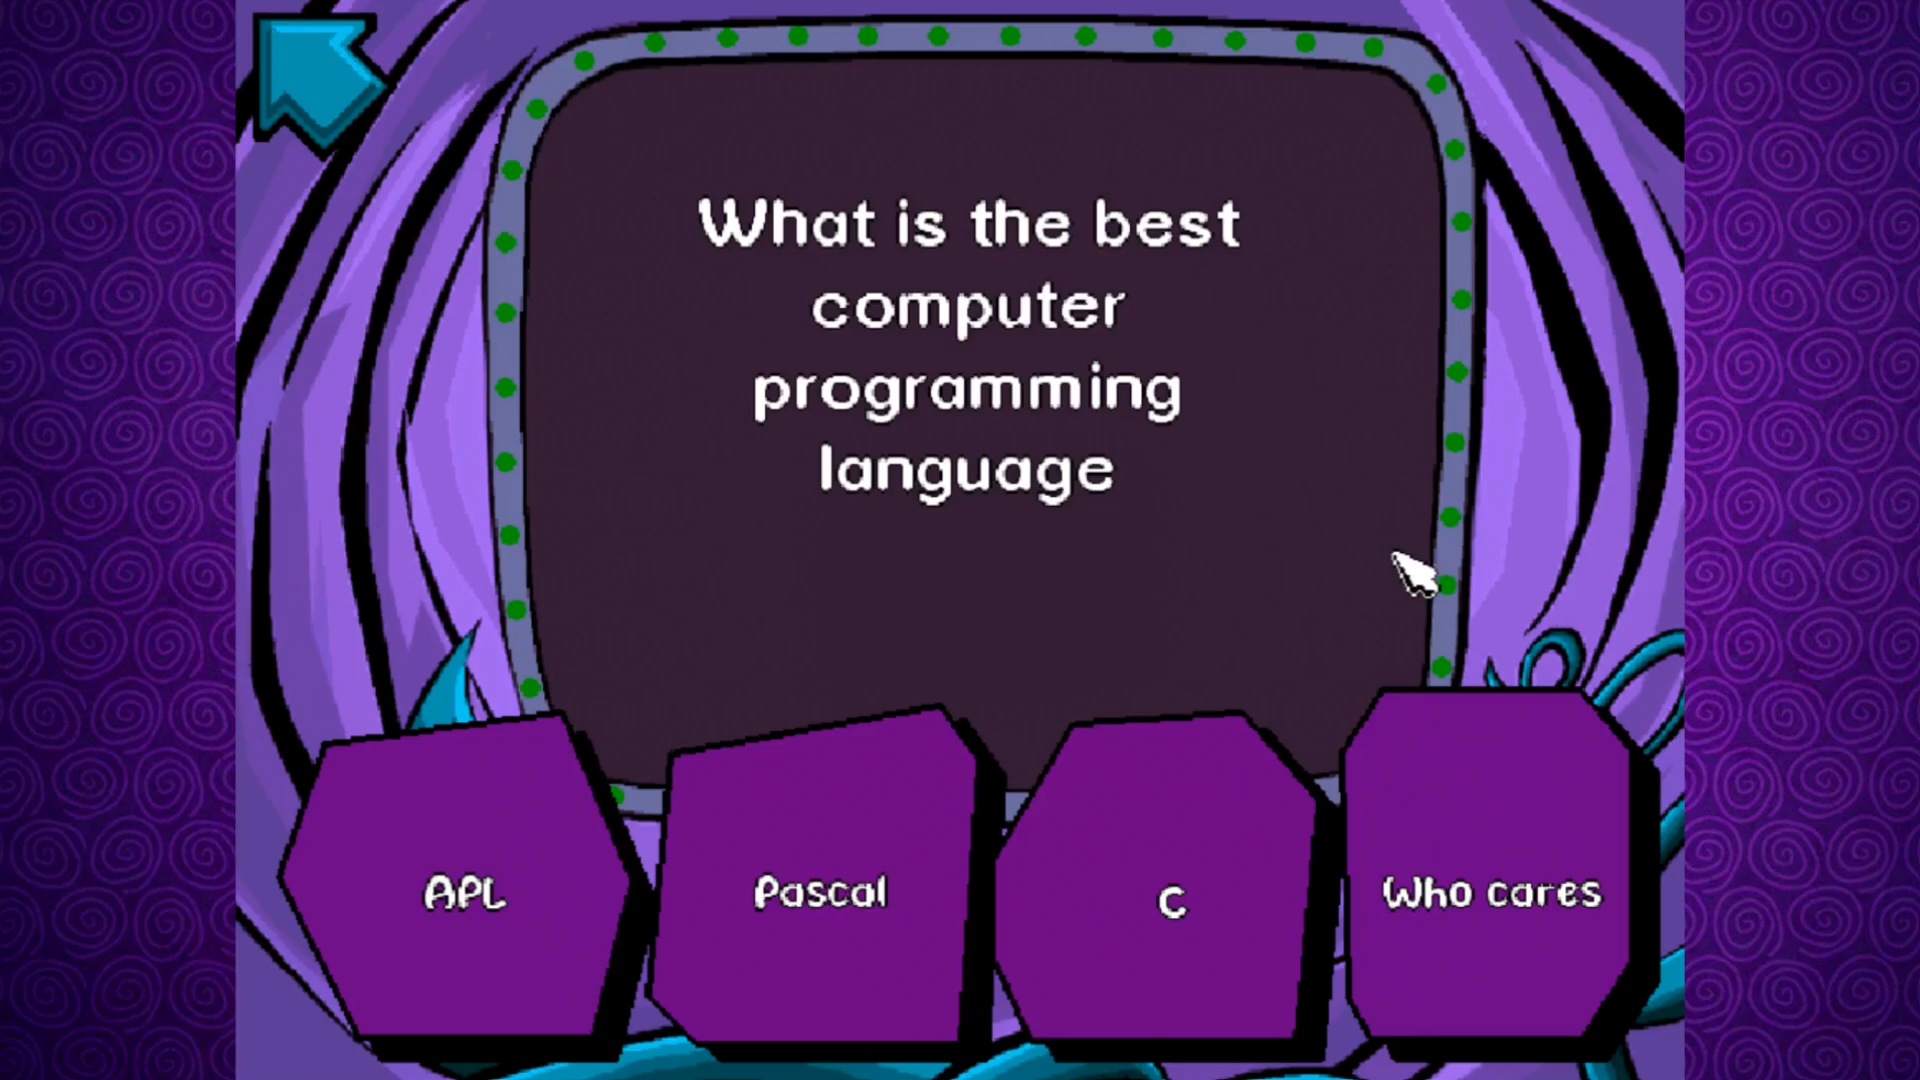 What is the best
computer
programming
language
APL
Pascal
C
Who cares